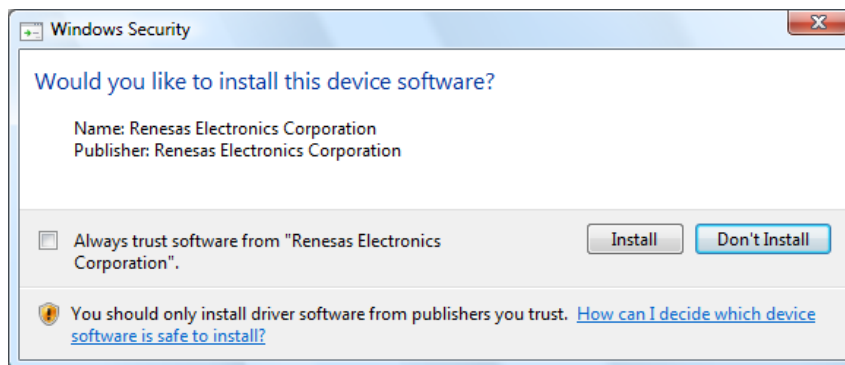 Windows Security
Would you like to install this device software?
Name: Renesas Electronics Corporation
Publisher: Renesas Electronics Corporation
Always trust software from "Renesas Electronics
Corporation".
Install
Don't Install
You should only install driver software from publishers you trust. How can I decide which device
software is safe to install?